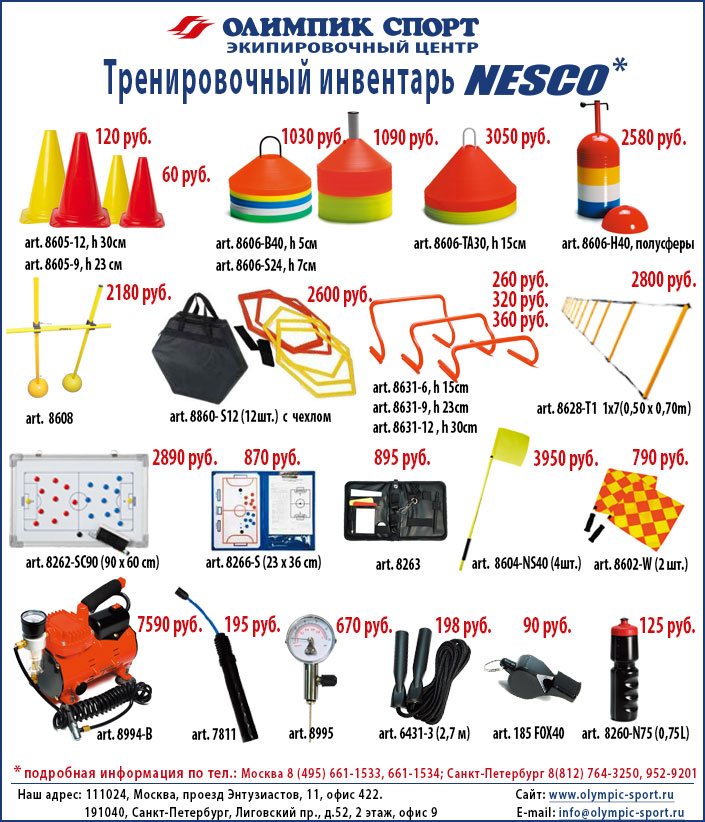 ОЛИМПИК СПОРТ
ЭКИПИРОВОЧНЫЙ ЦЕНТР
Тренировочный инвентарь NESCO*
120 руб.
60 руб.
art. 8605-12, h 30см
art. 8605-9, h 23 см
1030 руб.
1090 руб.
art. 8606-B40, h 5см
art. 8606-S24, h 7см
3050 руб.
art. 8606-TA30, h 15см
2580 руб.
art. 8606-H40, полусферы
2180 руб.
art. 8608
2600 руб.
art. 8860- S12 (12шт.) с чехлом
260 руб.
320 руб.
360 руб.
art. 8631-6, h 15cm
art. 8631-9, h 23cm
art. 8631-12 , h 30cm
2800 руб.
art. 8628-T1 1x7(0,50 x 0,70m)
2890 руб.
art. 8262-SC90 (90 x 60 cm)
870 руб.
art. 8266-S (23 x 36 cm)
895 руб.
art. 8263
3950 руб.
art. 8604-NS40 (4шт.)
790 руб.
art. 8602-W (2 шт.)
7590 руб.
art. 8994-B
195 руб.
art. 7811
670 руб.
art. 8995
198 руб.
art. 6431-3 (2,7 м)
90 руб.
art. 185 FOX40
125 руб.
art. 8260-N75 (0,75L)
* подробная информация по тел.: Москва 8 (495) 661-1533, 661-1534; Санкт-Петербург 8(812) 764-3250, 952-9201
Наш адрес: 111024, Москва, проезд Энтузиастов, 11, офис 422.
191040, Санкт-Петербург, Лиговский пр., д.52, 2 этаж, офис 9
Сайт: www.olympic-sport.ru
E-mail: info@olympic-sport.ru